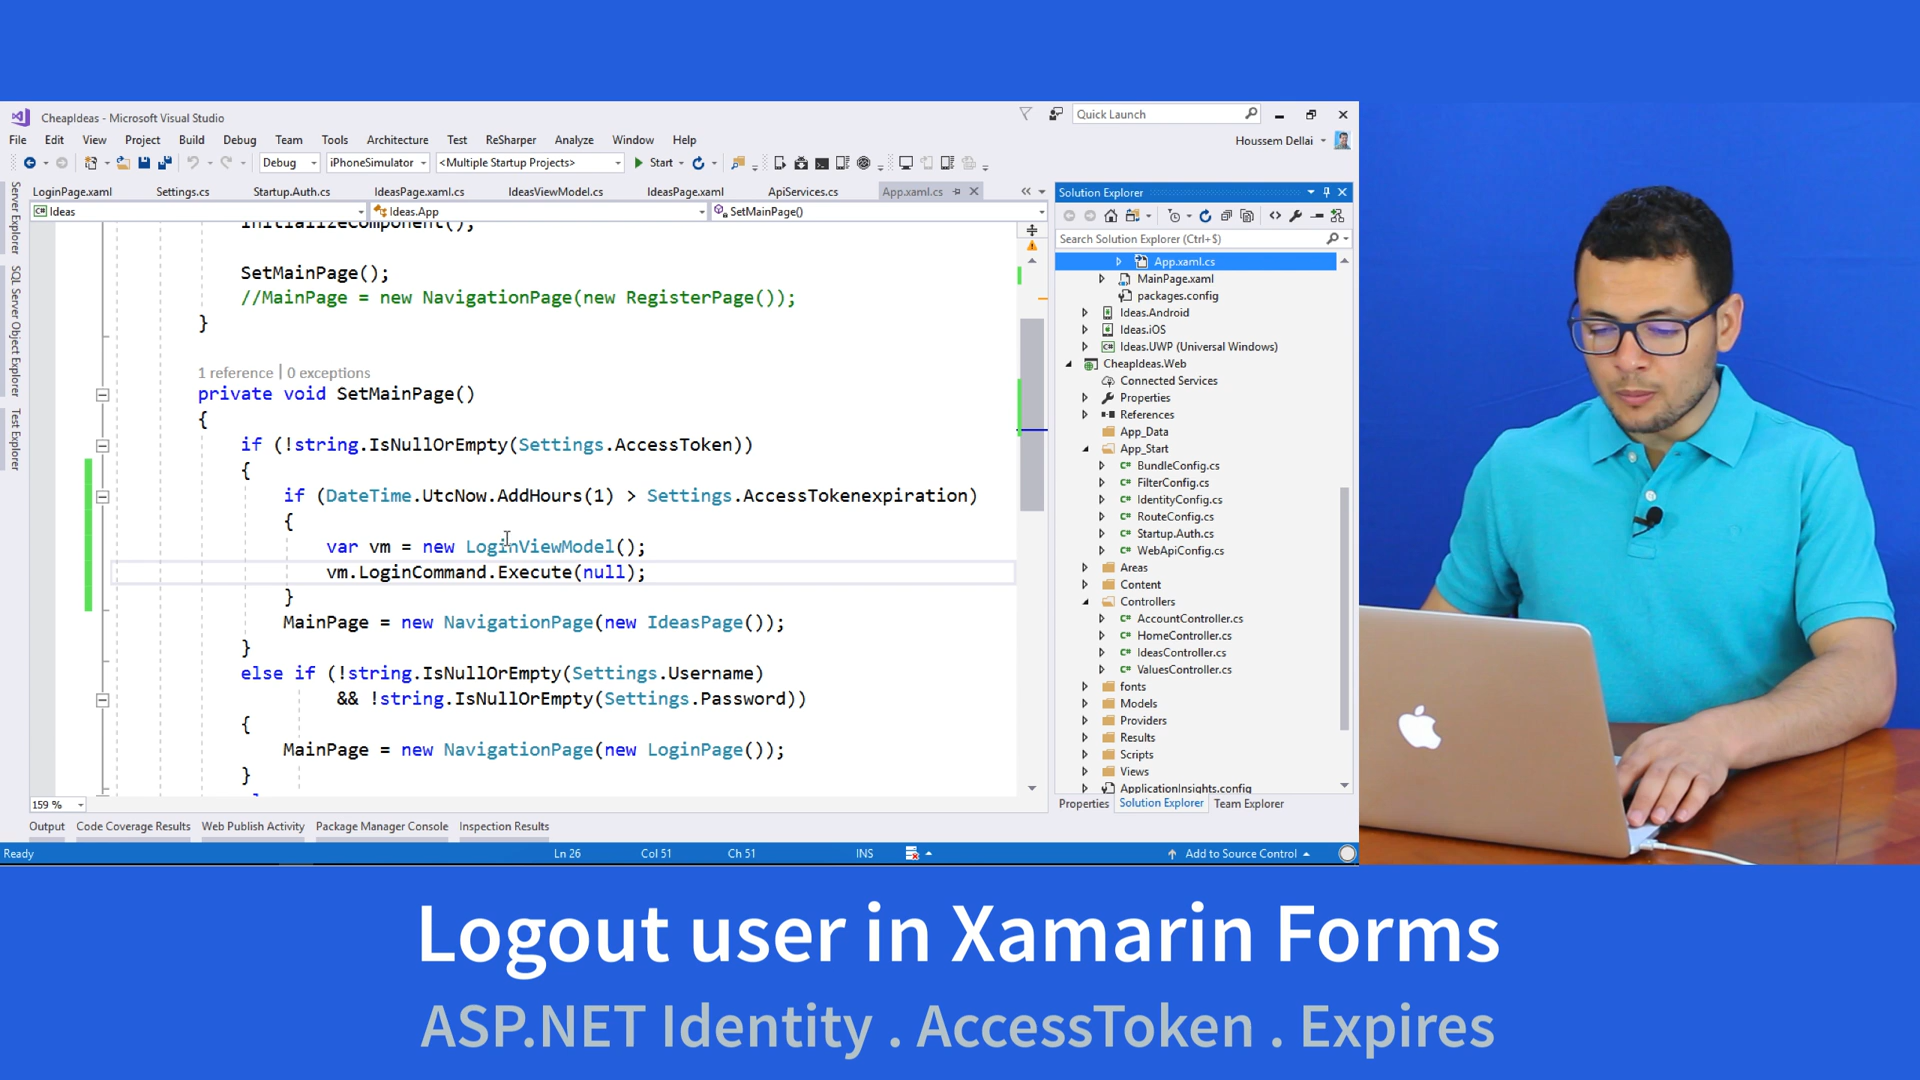 CheapIdeas - Microsoft Visual Studio
Quick Launch
File Edit View Project Build Debug Team Tools Architecture Test ReSharper Analyze Window Help
Houssem Dellai
Debug iPhoneSimulator <Multiple Startup Projects> Start
LoginPage.xaml Settings.cs Startup.Auth.cs IdeasPage.xaml.cs IdeasViewModel.cs IdeasPage.xaml ApiServices.cs App.xaml.cs
Ideas Ideas.App SetMainPage()
Server Explorer
SQL Server Object Explorer
Test Explorer
InitializeComponent();
SetMainPage();
//MainPage = new NavigationPage(new RegisterPage());
}
1 reference | 0 exceptions
private void SetMainPage()
{
if (!string.IsNullOrEmpty(Settings.AccessToken))
{
if (DateTime.UtcNow.AddHours(1) > Settings.AccessTokenexpiration)
{
var vm = new LoginViewModel();
vm.LoginCommand.Execute(null);
}
MainPage = new NavigationPage(new IdeasPage());
}
else if (!string.IsNullOrEmpty(Settings.Username)
&& !string.IsNullOrEmpty(Settings.Password))
{
MainPage = new NavigationPage(new LoginPage());
}
159 %
Solution Explorer
Search Solution Explorer (Ctrl+$)
App.xaml.cs
MainPage.xaml
packages.config
Ideas.Android
Ideas.iOS
Ideas.UWP (Universal Windows)
CheapIdeas.Web
Connected Services
Properties
References
App_Data
App_Start
BundleConfig.cs
FilterConfig.cs
IdentityConfig.cs
RouteConfig.cs
Startup.Auth.cs
WebApiConfig.cs
Areas
Content
Controllers
AccountController.cs
HomeController.cs
IdeasController.cs
ValuesController.cs
fonts
Models
Providers
Results
Scripts
Views
ApplicationInsights.config
Properties Solution Explorer Team Explorer
Output Code Coverage Results Web Publish Activity Package Manager Console Inspection Results
Ready Ln 26 Col 51 Ch 51 INS Add to Source Control
Logout user in Xamarin Forms
ASP.NET Identity . AccessToken . Expires